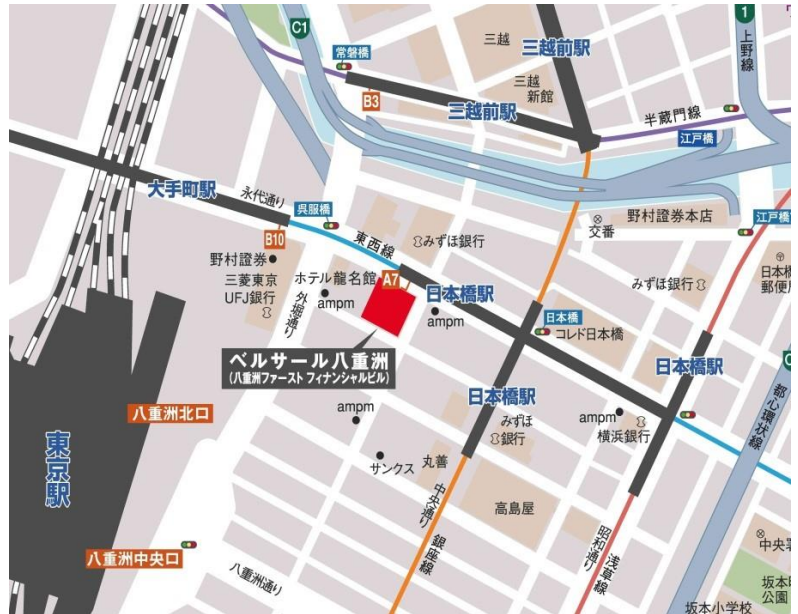 C1
常磐橋
B3
三越
三越前駅
三越
新館
三越前駅
1
上野線
半蔵門線
江戸橋
大手町駅
永代通り
呉服橋
B10
東西線
みずほ銀行
交番
野村證券本店
江戸橋
野村證券
三菱東京
UFJ銀行
外堀通り
ホテル龍名館
ampm
A7
日本橋駅
ampm
みずほ銀行
日本橋
郵便局
日本橋
コレド日本橋
日本橋駅
ベルサール八重洲
(八重洲ファースト フィナンシャルビル)
日本橋駅
八重洲北口
ampm
サンクス
丸善
みずほ
銀行
ampm
横浜銀行
都心環状線
東京駅
中央通り
銀座線
高島屋
昭和通り
浅草線
八重洲中央口
八重洲通り
中央署
坂本町
公園
坂本小学校